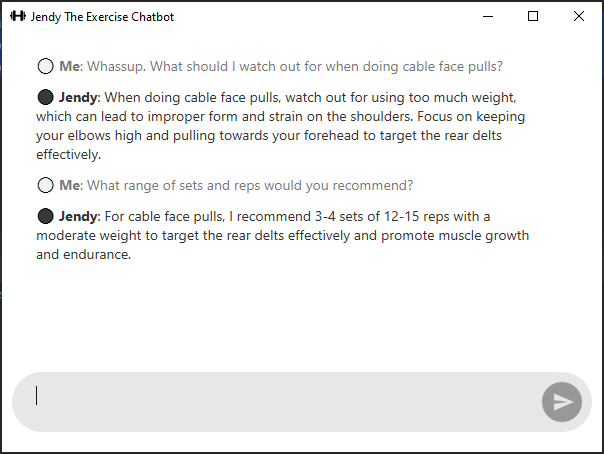 Jendy The Exercise Chatbot
Me: Whassup. What should I watch out for when doing cable face pulls?
Jendy: When doing cable face pulls, watch out for using too much weight,
which can lead to improper form and strain on the shoulders. Focus on keeping
your elbows high and pulling towards your forehead to target the rear delts
effectively.
Me: What range of sets and reps would you recommend?
Jendy: For cable face pulls, I recommend 3-4 sets of 12-15 reps with a
moderate weight to target the rear delts effectively and promote muscle growth
and endurance.